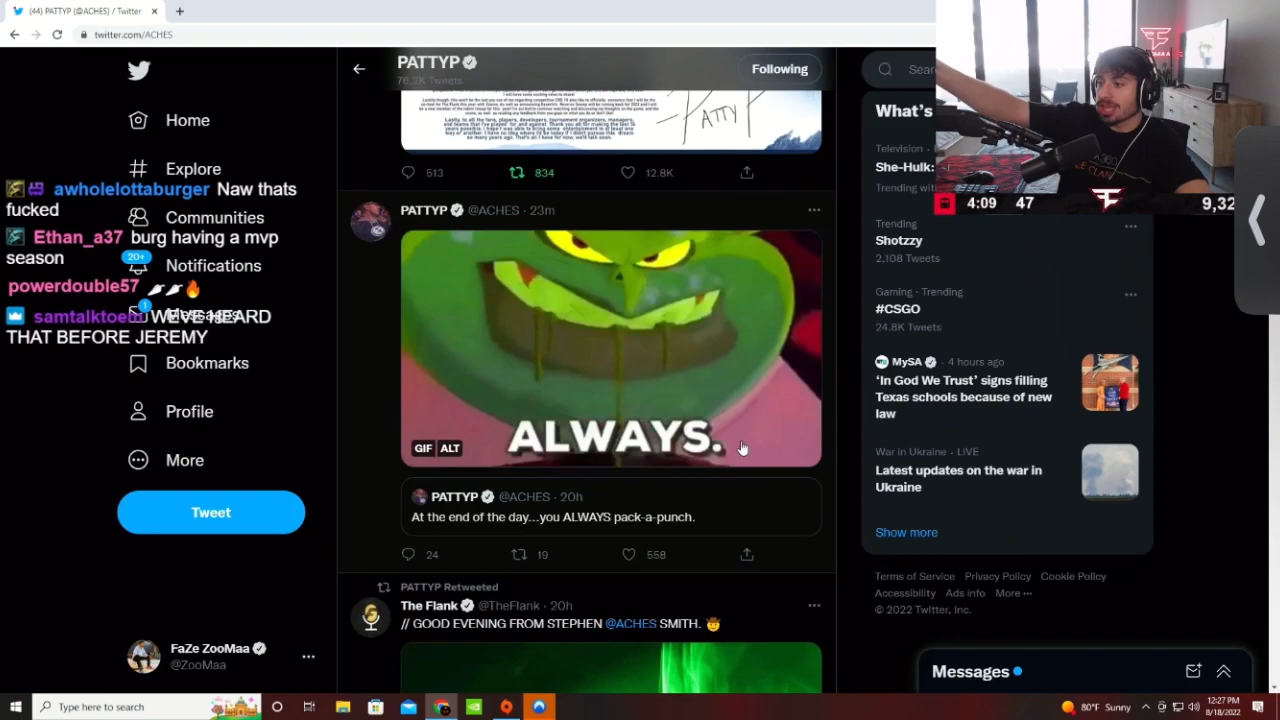 (44) PATTYP (@ACHES) / Twitter
twitter.com/ACHES
PATTYP
76.2K Tweets
Following
PATTYP
513
834
12.8K
Home
Explore
Communities
Notifications
20+
1
Bookmarks
Profile
More
Tweet
FaZe ZooMaa
@ZooMaa
awholelottaburger Naw thats
fucked
Ethan_a37 burg having a mvp
season
powerdouble57
WE'VE HEARD
THAT BEFORE JEREMY
PATTYP @ACHES · 23m
ALWAYS.
GIF ALT
PATTYP @ACHES · 20h
At the end of the day...you ALWAYS pack-a-punch.
24
19
558
PATTYP Retweeted
The Flank @TheFlank · 20h
// GOOD EVENING FROM STEPHEN @ACHES SMITH. 🤠
What's
Television ·
She-Hulk:
Trending with
Trending
Shotzzy
2,108 Tweets
Gaming · Trending
#CSGO
24.8K Tweets
MySA · 4 hours ago
'In God We Trust' signs filling
Texas schools because of new
law
War in Ukraine · LIVE
Latest updates on the war in
Ukraine
Show more
Terms of Service Privacy Policy Cookie Policy
Accessibility Ads info More ···
© 2022 Twitter, Inc.
Messages
4:09 47
9,32
Type here to search
80°F Sunny
12:27 PM
8/18/2022